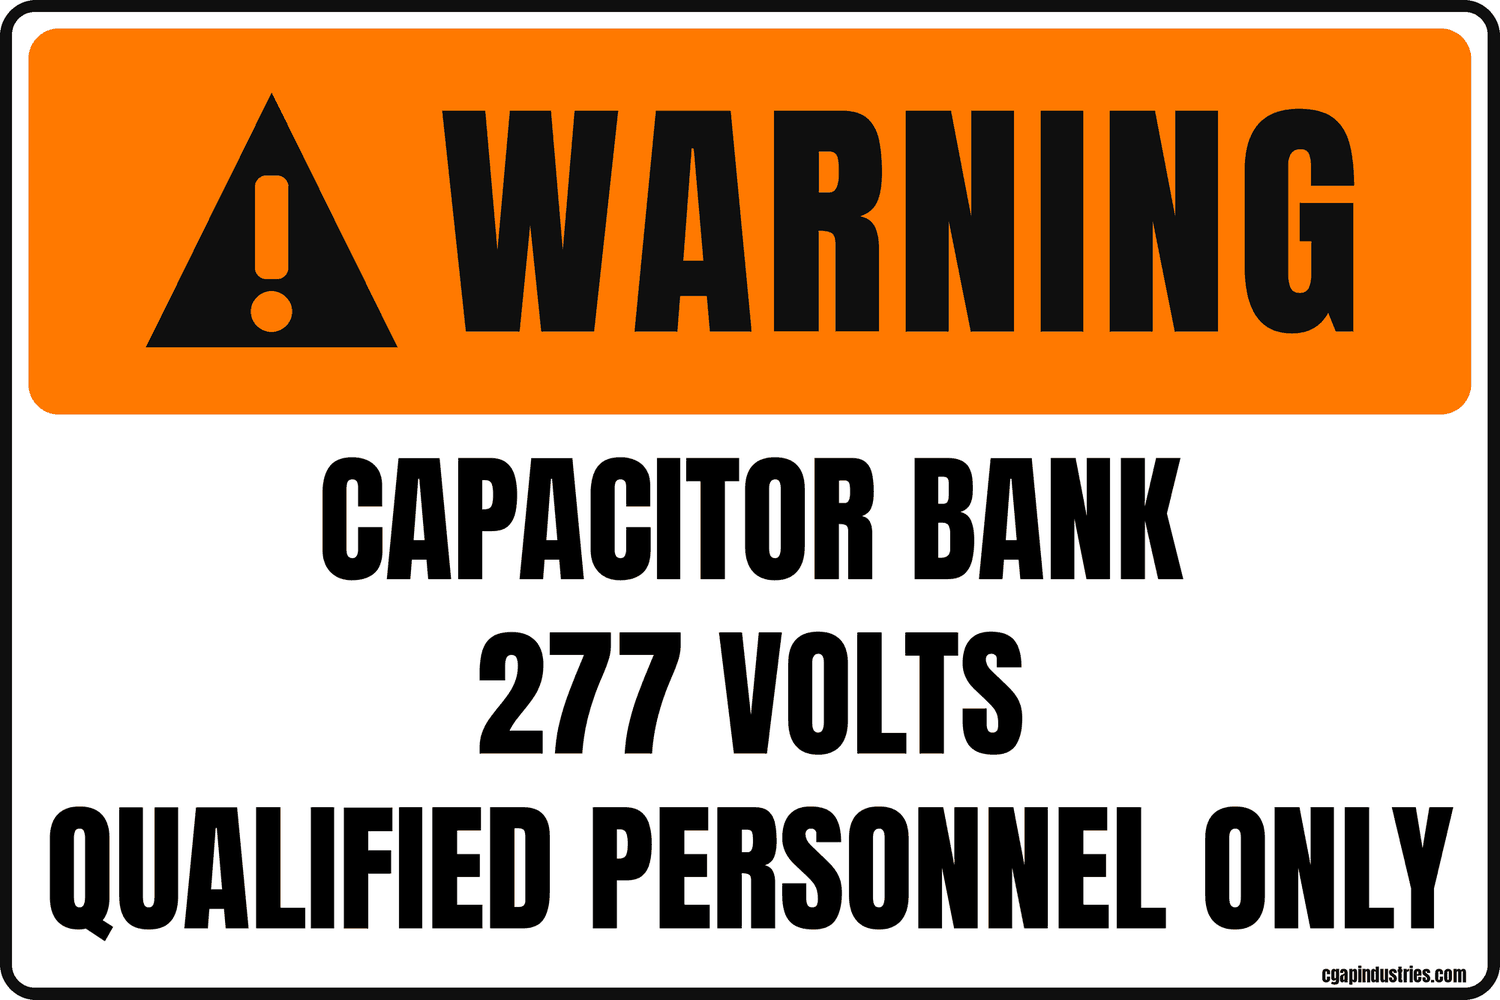 WARNING
CAPACITOR BANK
277 VOLTS
QUALIFIED PERSONNEL ONLY
cgapindustries.com